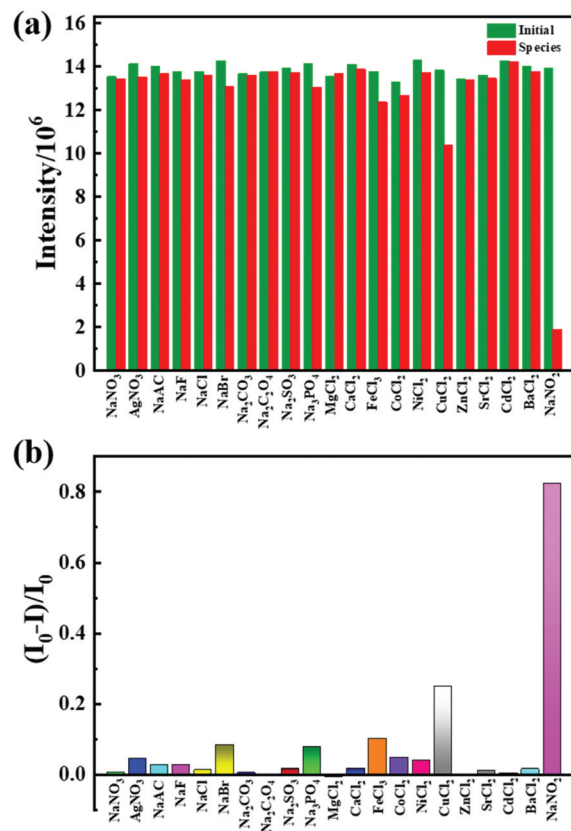 (a)
Initial
Species
Intensity/10⁶
16
14
12
10
8
6
4
2
0
NaNO₃
AgNO₃
NaAC
NaF
NaCl
NaBr
Na₂CO₃
Na₂C₂O₄
Na₂SO₃
Na₃PO₄
MgCl₂
CaCl₂
FeCl₃
CoCl₂
NiCl₂
CuCl₂
ZnCl₂
SrCl₂
CdCl₂
BaCl₂
NaNO₂
(b)
(I₀-I)/I₀
0.8
0.6
0.4
0.2
0.0
NaNO₃
AgNO₃
NaAC
NaF
NaCl
NaBr
Na₂CO₃
Na₂C₂O₄
Na₂SO₃
Na₃PO₄
MgCl₂
CaCl₂
FeCl₃
CoCl₂
NiCl₂
CuCl₂
ZnCl₂
SrCl₂
CdCl₂
BaCl₂
NaNO₂